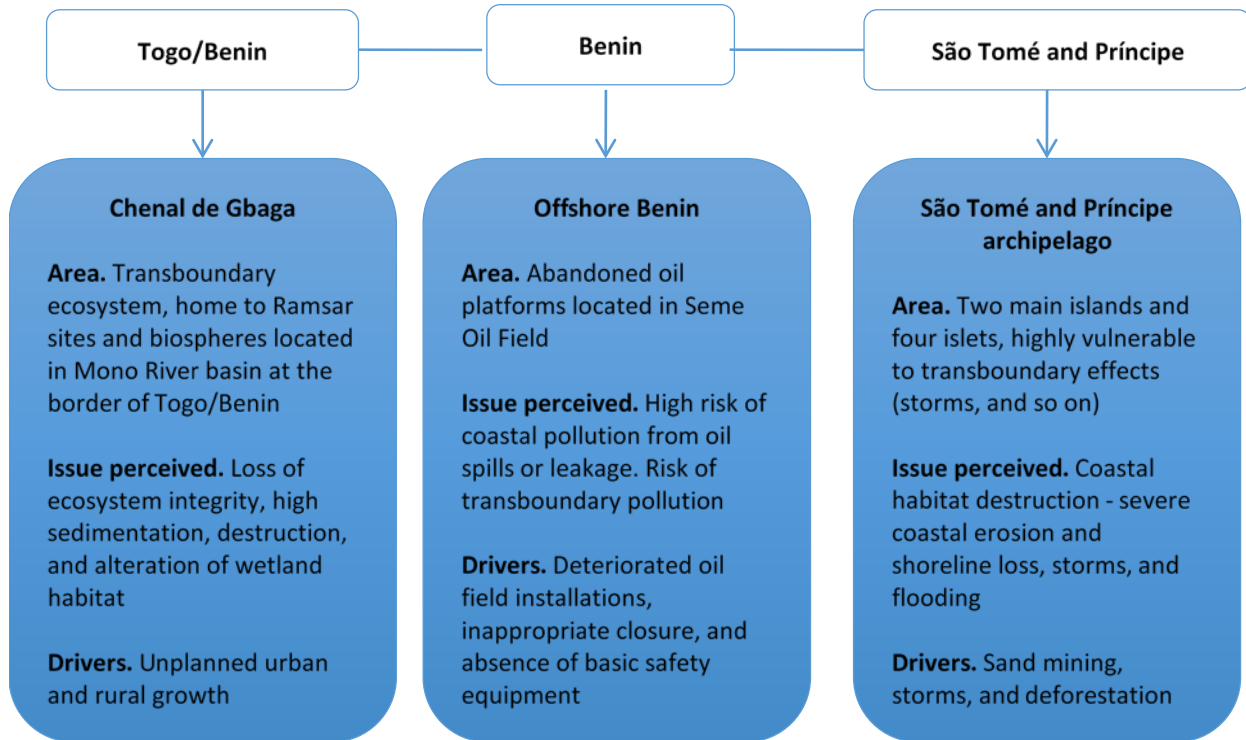 Togo/Benin
Benin
São Tomé and Príncipe
Chenal de Gbaga
Area. Transboundary
ecosystem, home to Ramsar
sites and biospheres located
in Mono River basin at the
border of Togo/Benin
Issue perceived. Loss of
ecosystem integrity, high
sedimentation, destruction,
and alteration of wetland
habitat
Drivers. Unplanned urban
and rural growth
Offshore Benin
Area. Abandoned oil
platforms located in Seme
Oil Field
Issue perceived. High risk of
coastal pollution from oil
spills or leakage. Risk of
transboundary pollution
Drivers. Deteriorated oil
field installations,
inappropriate closure, and
absence of basic safety
equipment
São Tomé and Príncipe
archipelago
Area. Two main islands and
four islets, highly vulnerable
to transboundary effects
(storms, and so on)
Issue perceived. Coastal
habitat destruction - severe
coastal erosion and
shoreline loss, storms, and
flooding
Drivers. Sand mining,
storms, and deforestation